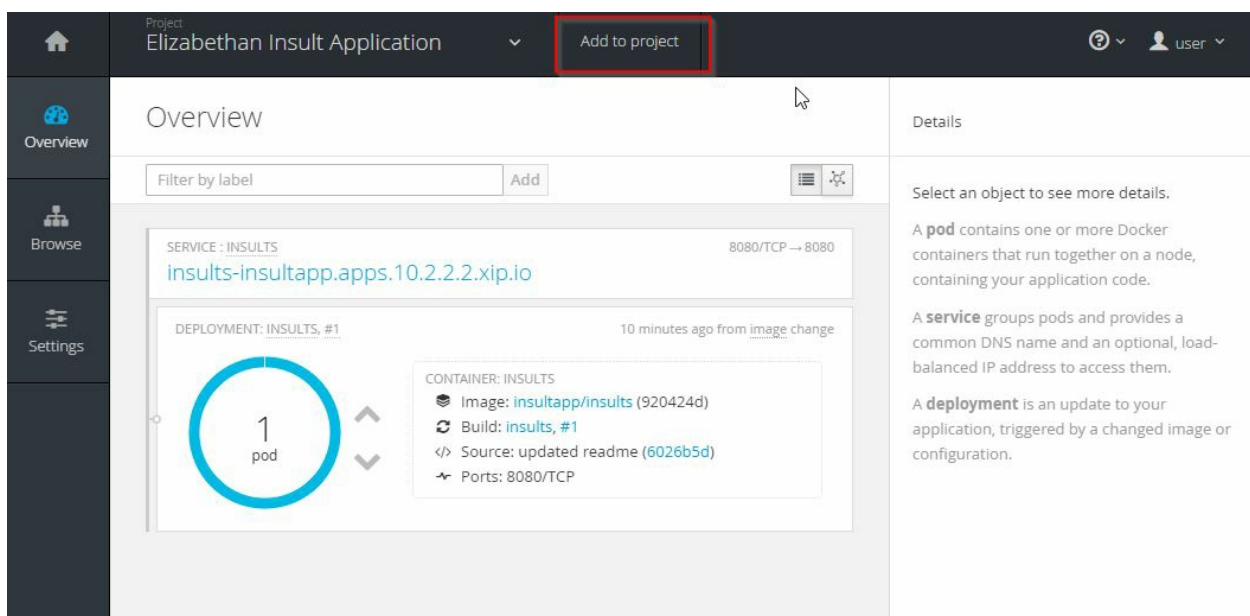 Project
Elizabethan Insult Application
Add to project
user
Overview
Browse
Settings
Overview
Filter by label
Add
SERVICE : INSULTS
8080/TCP → 8080
insults-insultapp.apps.10.2.2.2.xip.io
DEPLOYMENT: INSULTS, #1
10 minutes ago from image change
1
pod
CONTAINER: INSULTS
Image: insultapp/insults (920424d)
Build: insults, #1
</> Source: updated readme (6026b5d)
Ports: 8080/TCP
Details
Select an object to see more details.
A pod contains one or more Docker
containers that run together on a node,
containing your application code.
A service groups pods and provides a
common DNS name and an optional, load-
balanced IP address to access them.
A deployment is an update to your
application, triggered by a changed image or
configuration.